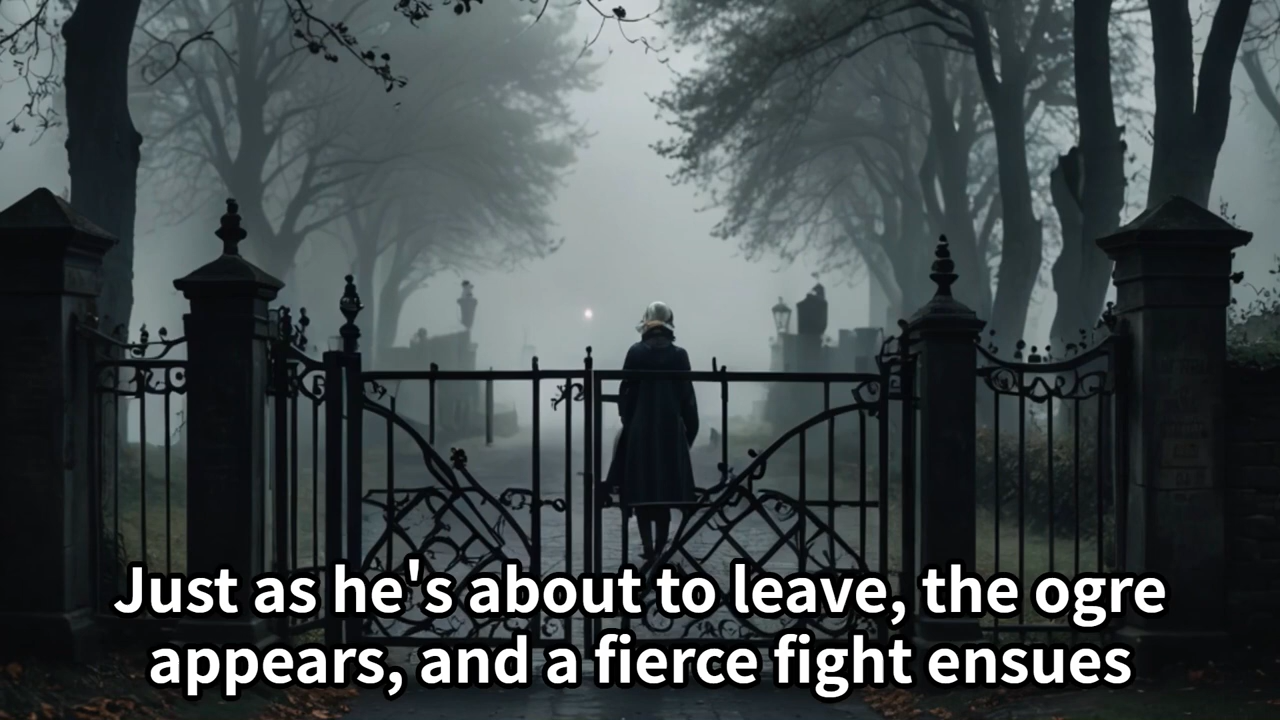 Just as he's about to leave, the ogre
appears, and a fierce fight ensues